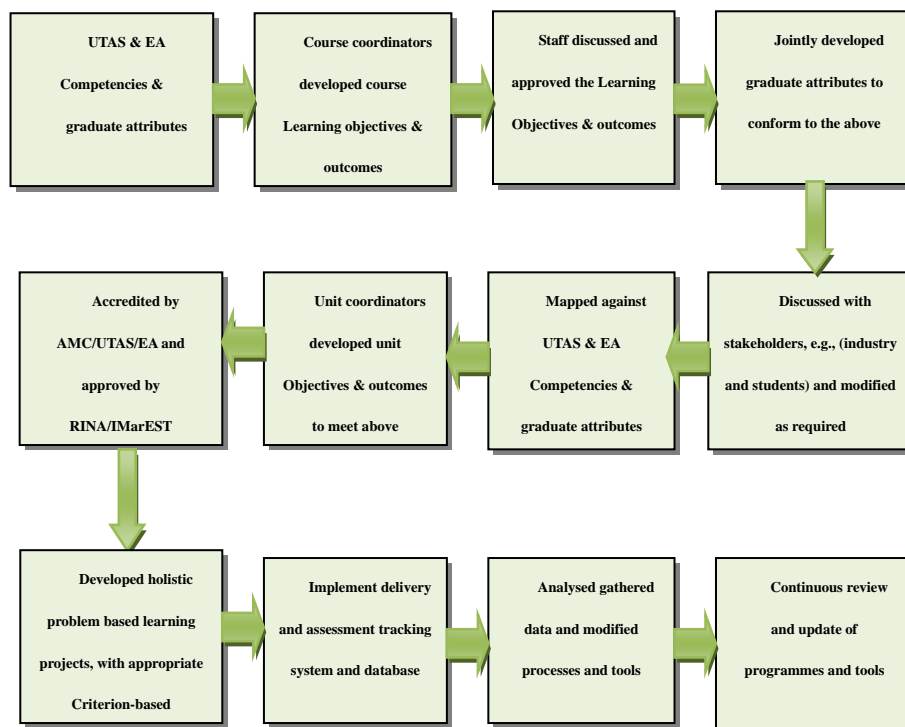 UTAS & EA
Competencies &
graduate attributes
Course coordinators
developed course
Learning objectives &
outcomes
Staff discussed and
approved the Learning
Objectives & outcomes
Jointly developed
graduate attributes to
conform to the above
Discussed with
stakeholders, e.g., (industry
and students) and modified
as required
Mapped against
UTAS & EA
Competencies &
graduate attributes
Unit coordinators
developed unit
Objectives & outcomes
to meet above
Accredited by
AMC/UTAS/EA and
approved by
RINA/IMarEST
Developed holistic
problem based learning
projects, with appropriate
Criterion-based
Implement delivery
and assessment tracking
system and database
Analysed gathered
data and modified
processes and tools
Continuous review
and update of
programmes and tools